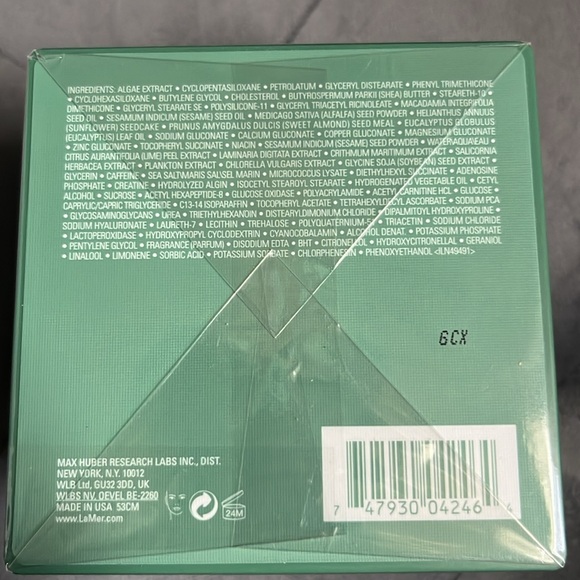 INGREDIENTS: ALGAE EXTRACT • CYCLOPENTASILOXANE • PETROLATUM • GLYCERYL DISTEARATE • PHENYL TRIMETHICONE
• CYCLOHEXASILOXANE • BUTYLENE GLYCOL • CHOLESTEROL • BUTYROSPERMUM PARKII (SHEA) BUTTER • STEARETH-10 •
DIMETHICONE • GLYCERYL STEARATE SE • POLYSILICONE-11 • GLYCERYL TRIACETYL RICINOLEATE • MACADAMIA INTEGRIFOLIA
SEED OIL • SESAMUM INDICUM (SESAME) SEED OIL • MEDICAGO SATIVA (ALFALFA) SEED POWDER • HELIANTHUS ANNUUS
(SUNFLOWER) SEEDCAKE • PRUNUS AMYGDALUS DULCIS (SWEET ALMOND) SEED MEAL • EUCALYPTUS GLOBULUS
(EUCALYPTUS) LEAF OIL • SODIUM GLUCONATE • CALCIUM GLUCONATE • COPPER GLUCONATE • MAGNESIUM GLUCONATE
• ZINC GLUCONATE • TOCOPHERYL SUCCINATE • NIACIN • SESAMUM INDICUM (SESAME) SEED POWDER • WATER\AQUA\EAU •
CITRUS AURANTIFOLIA (LIME) PEEL EXTRACT • LAMINARIA DIGITATA EXTRACT • CRITHMUM MARITIMUM EXTRACT • SALICORNIA
HERBACEA EXTRACT • PLANKTON EXTRACT • CHLORELLA VULGARIS EXTRACT • GLYCINE SOJA (SOYBEAN) SEED EXTRACT •
GLYCERIN • CAFFEINE • SEA SALT\MARIS SAL\SEL MARIN • MICROCOCCUS LYSATE • DIETHYLHEXYL SUCCINATE • ADENOSINE
PHOSPHATE • CREATINE • HYDROLYZED ALGIN • ISOCETYL STEAROYL STEARATE • HYDROGENATED VEGETABLE OIL • CETYL
ALCOHOL • SUCROSE • ACETYL HEXAPEPTIDE-8 • GLUCOSE OXIDASE • POLYACRYLAMIDE • ACETYL CARNITINE HCL • GLUCOSE •
CAPRYLIC/CAPRIC TRIGLYCERIDE • C13-14 ISOPARAFFIN • TOCOPHERYL ACETATE • TETRAHEXYLDECYL ASCORBATE • SODIUM PCA
• GLYCOSAMINOGLYCANS • UREA • TRIETHYLHEXANOIN • DISTEARYLDIMONIUM CHLORIDE • DIPALMITOYL HYDROXYPROLINE •
SODIUM HYALURONATE • LAURETH-7 • LECITHIN • TREHALOSE • POLYQUATERNIUM-51 • TRIACETIN • SODIUM CHLORIDE
• LACTOPEROXIDASE • HYDROXYPROPYL CYCLODEXTRIN • CYANOCOBALAMIN • ALCOHOL DENAT. • POTASSIUM PHOSPHATE
• PENTYLENE GLYCOL • FRAGRANCE (PARFUM) • DISODIUM EDTA • BHT • CITRONELLOL • HYDROXYCITRONELLAL • GERANIOL
• LINALOOL • LIMONENE • SORBIC ACID • POTASSIUM SORBATE • CHLORPHENESIN • PHENOXYETHANOL <ILN49491>
GCX
MAX HUBER RESEARCH LABS INC., DIST.
NEW YORK, N.Y. 10012
WLB Ltd, GU32 3DD, UK
WLBS NV. OEVEL BE-2260
MADE IN USA 53CM
www.LaMer.com
24M
7 47930 04246 4